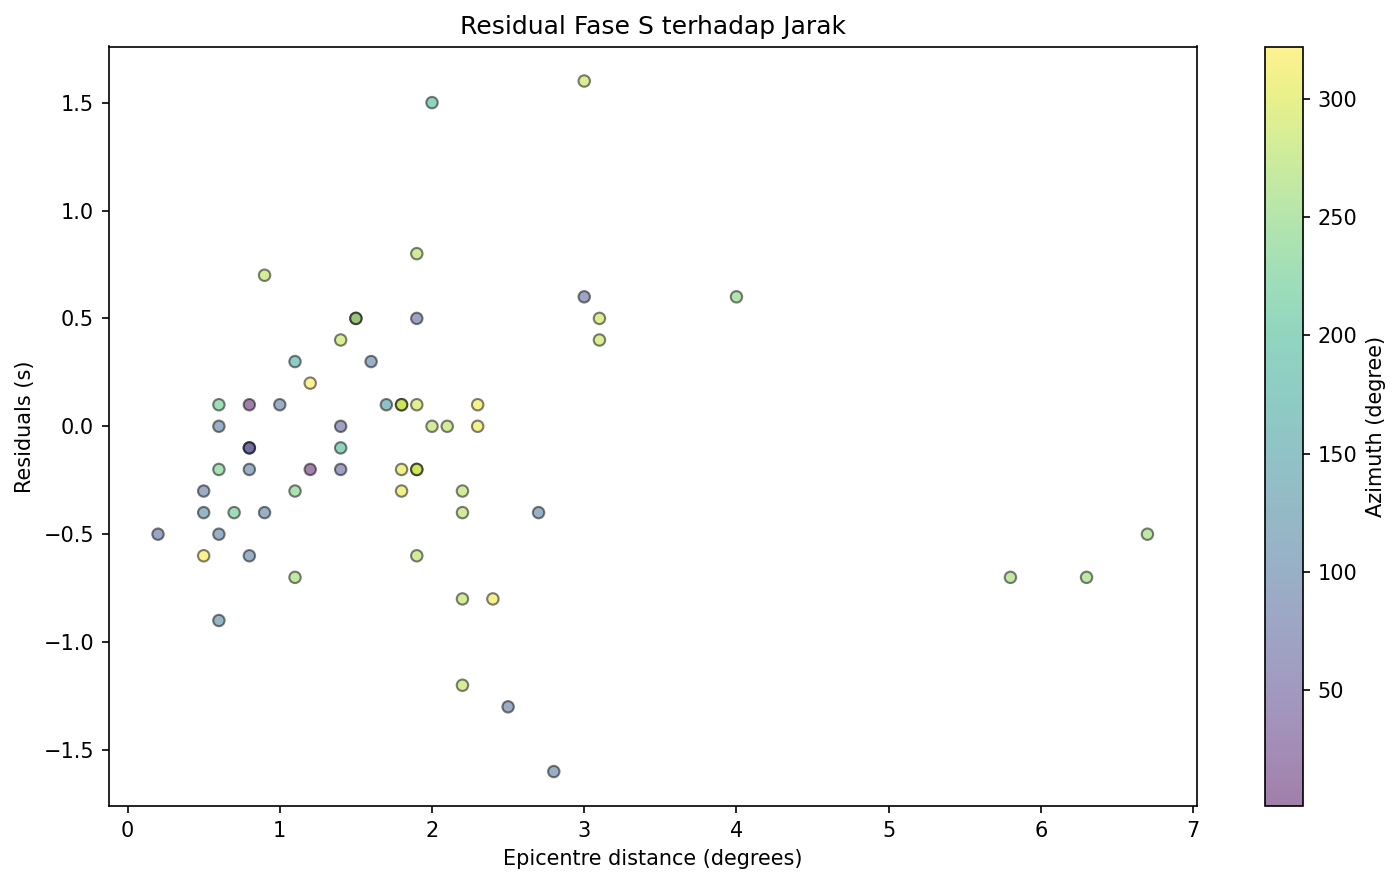 Residual Fase S terhadap Jarak
Residuals (s)
1.5
1.0
0.5
0.0
−0.5
−1.0
−1.5
0 1 2 3 4 5 6 7
Epicentre distance (degrees)
300
250
200
150
100
50
Azimuth (degree)